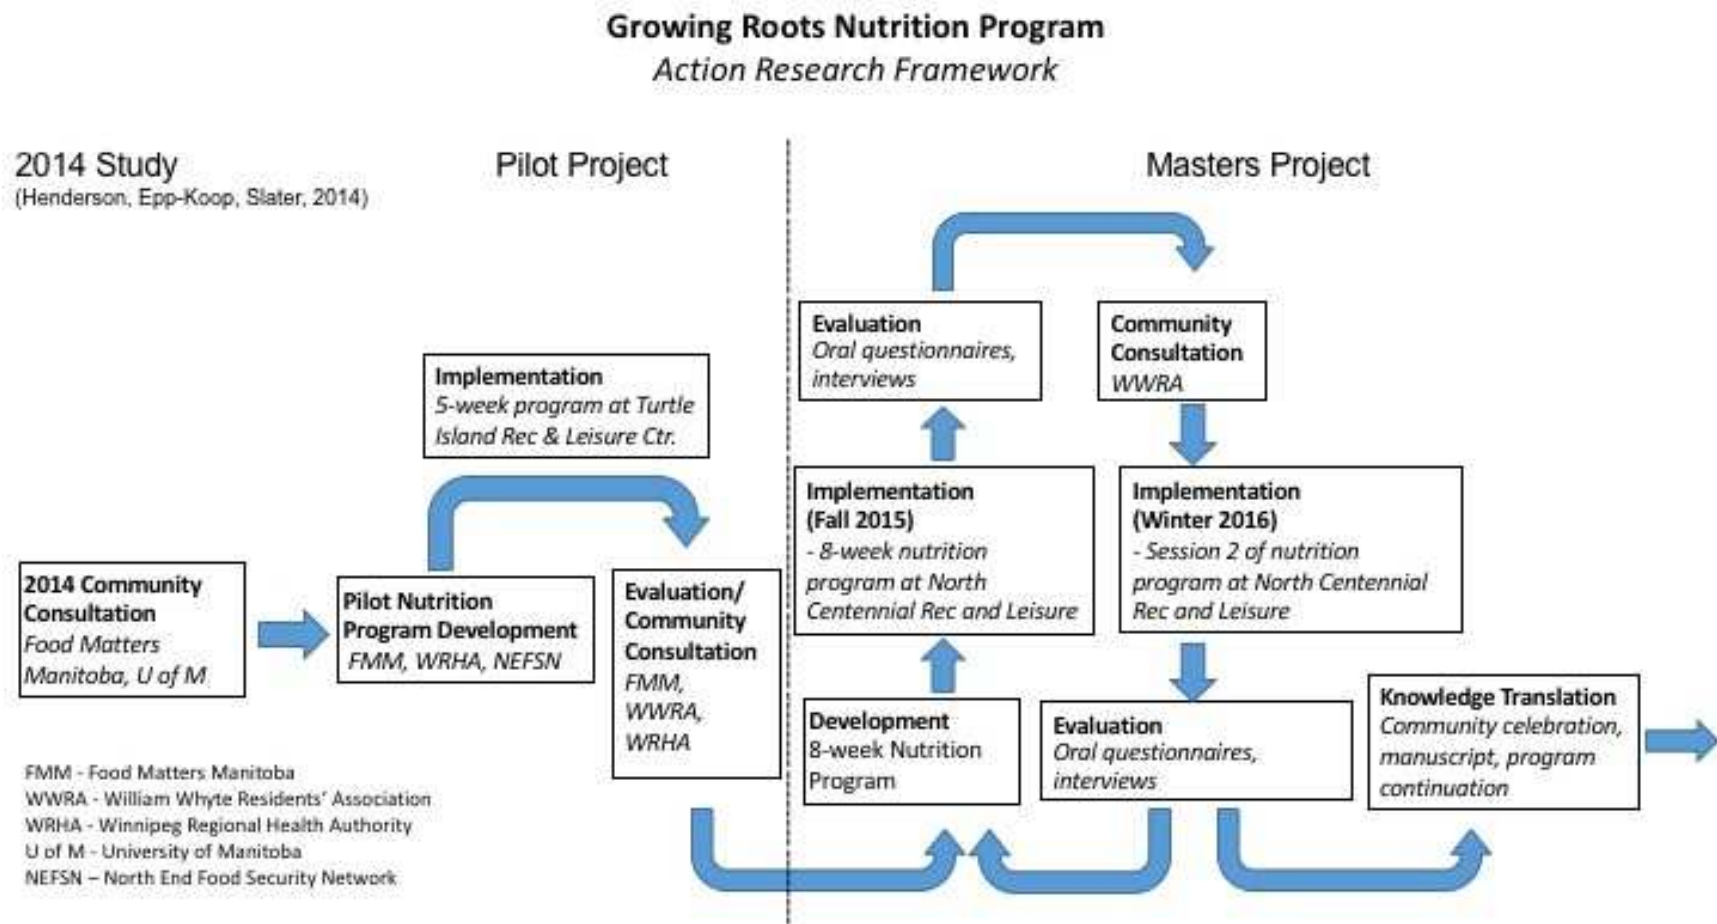 Growing Roots Nutrition Program
Action Research Framework
2014 Study
(Henderson, Epp-Koop, Slater, 2014)
Pilot Project
Masters Project
2014 Community
Consultation
Food Matters
Manitoba, U of M
Pilot Nutrition
Program Development
FMM, WRHA, NEFSN
Implementation
5-week program at Turtle
Island Rec & Leisure Ctr.
Evaluation/
Community
Consultation
FMM,
WWRA,
WRHA
Development
8-week Nutrition
Program
Implementation
(Fall 2015)
- 8-week nutrition
program at North
Centennial Rec and Leisure
Evaluation
Oral questionnaires,
interviews
Community
Consultation
WWRA
Implementation
(Winter 2016)
- Session 2 of nutrition
program at North Centennial
Rec and Leisure
Evaluation
Oral questionnaires,
interviews
Knowledge Translation
Community celebration,
manuscript, program
continuation
FMM - Food Matters Manitoba
WWRA - William Whyte Residents' Association
WRHA - Winnipeg Regional Health Authority
U of M - University of Manitoba
NEFSN – North End Food Security Network